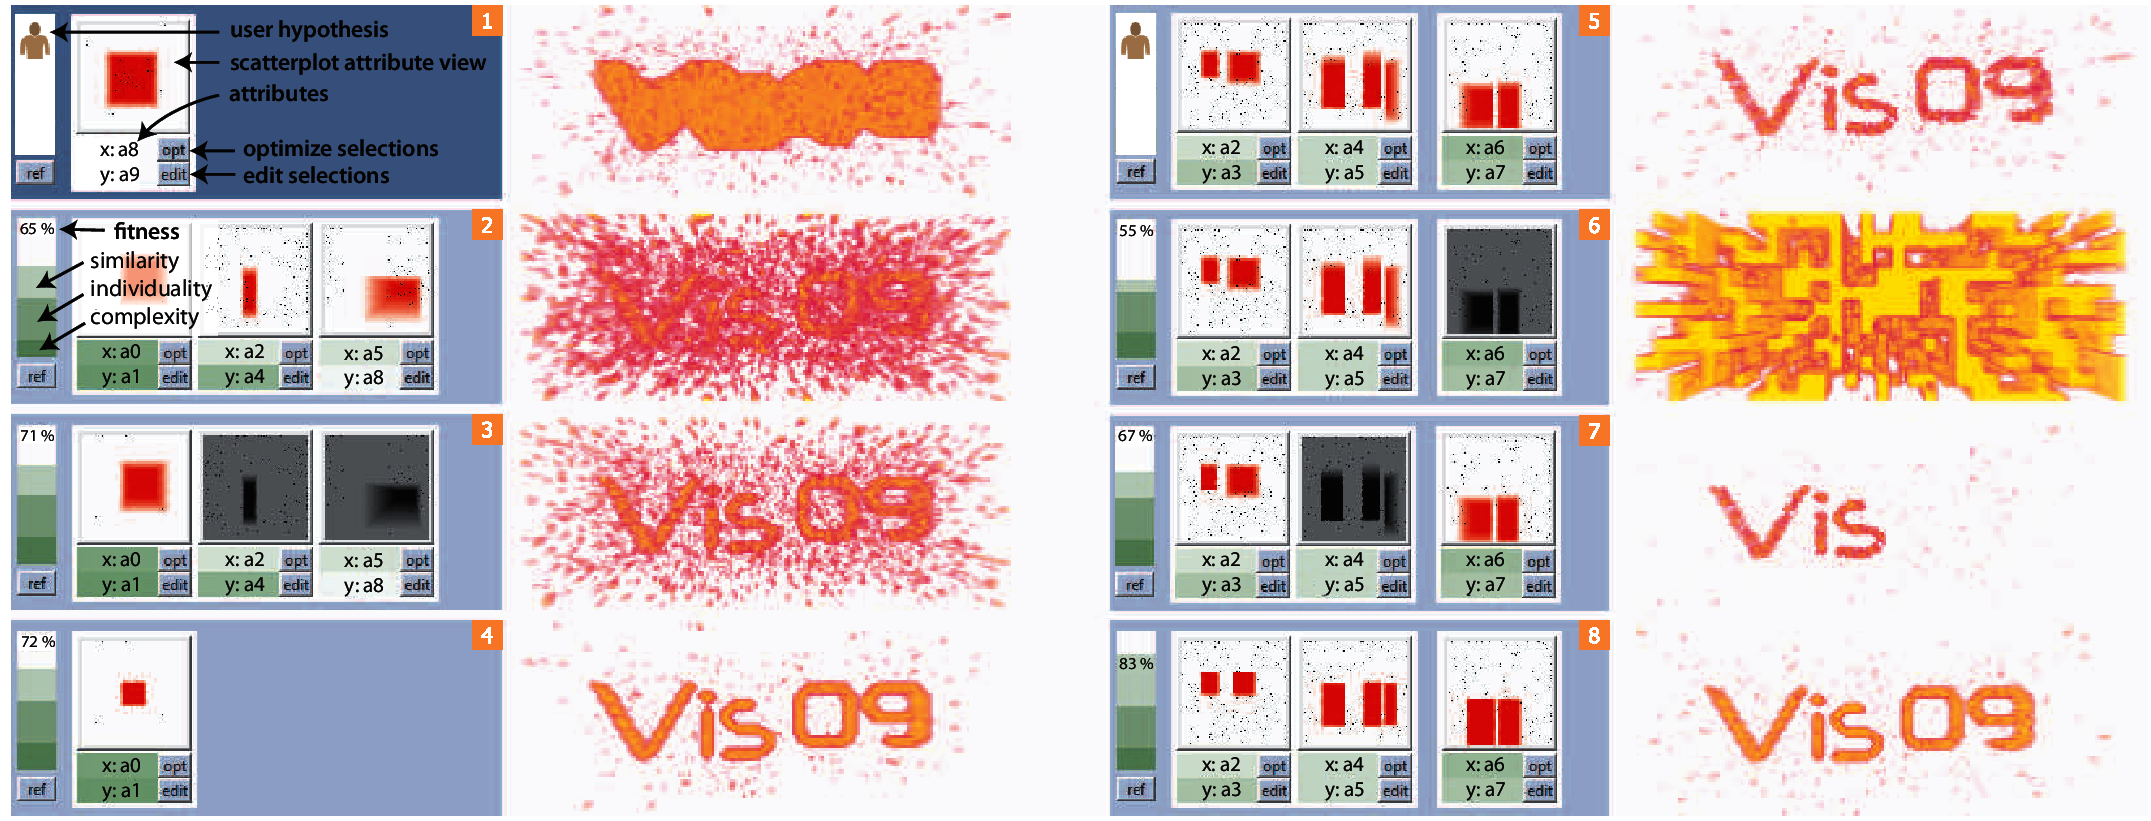 1
user hypothesis
scatterplot attribute view
attributes
x: a8 opt optimize selections
ref y: a9 edit edit selections
2
65 % fitness
similarity
individuality
complexity
x: a0 opt x: a2 opt x: a5 opt
ref y: a1 edit y: a4 edit y: a8 edit
Vis 09
3
71 %
x: a0 opt x: a2 opt x: a5 opt
ref y: a1 edit y: a4 edit y: a8 edit
Vis 09
4
72 %
x: a0 opt
ref y: a1 edit
Vis 09
5
x: a2 opt x: a4 opt x: a6 opt
ref y: a3 edit y: a5 edit y: a7 edit
Vis 09
6
55 %
x: a2 opt x: a4 opt x: a6 opt
ref y: a3 edit y: a5 edit y: a7 edit
7
67 %
x: a2 opt x: a4 opt x: a6 opt
ref y: a3 edit y: a5 edit y: a7 edit
Vis
8
83 %
x: a2 opt x: a4 opt x: a6 opt
ref y: a3 edit y: a5 edit y: a7 edit
Vis 09